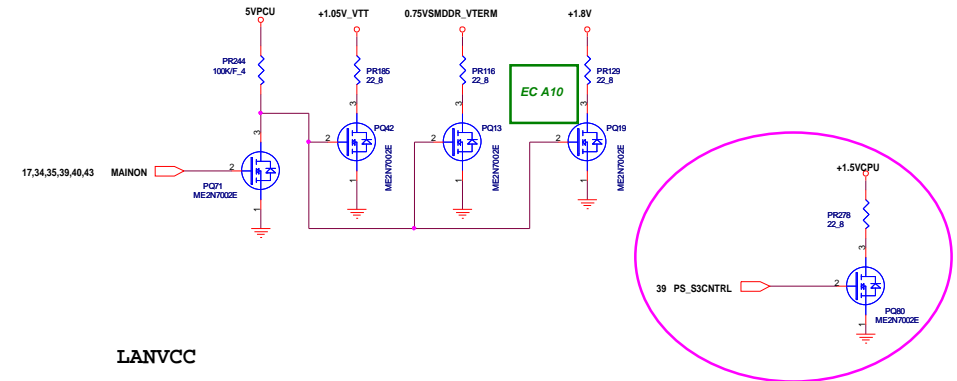 5VPCU
+1.05V_VTT
0.75VSMDDR_VTERM
+1.8V
PR244
100K/F_4
PR185
22_8
PR116
22_8
PR129
22_8
EC A10
3
3
3
3
2
2
2
2
PQ42
PQ13
PQ19
17,34,35,39,40,43 MAINON
PQ71
ME2N7002E
ME2N7002E
ME2N7002E
ME2N7002E
1
1
1
1
+1.5VCPU
PR278
22_8
3
39 PS_S3CNTRL
2
PQ80
ME2N7002E
1
LANVCC